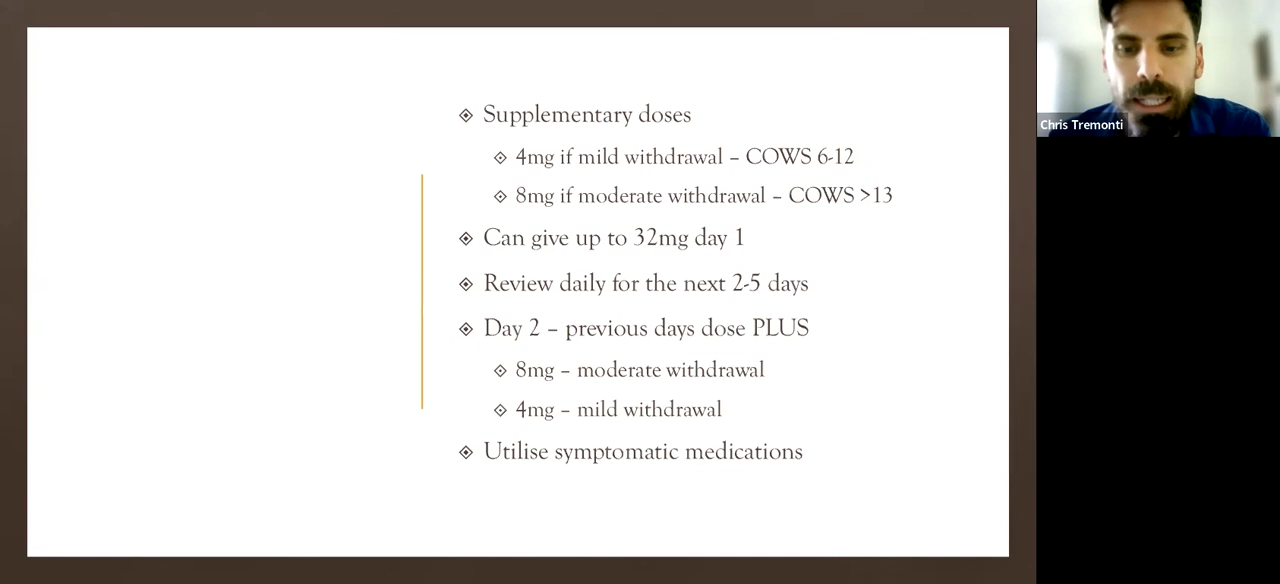 Supplementary doses
4mg if mild withdrawal – COWS 6-12
8mg if moderate withdrawal – COWS >13
Can give up to 32mg day 1
Review daily for the next 2-5 days
Day 2 – previous days dose PLUS
8mg – moderate withdrawal
4mg – mild withdrawal
Utilise symptomatic medications
Chris Tremonti